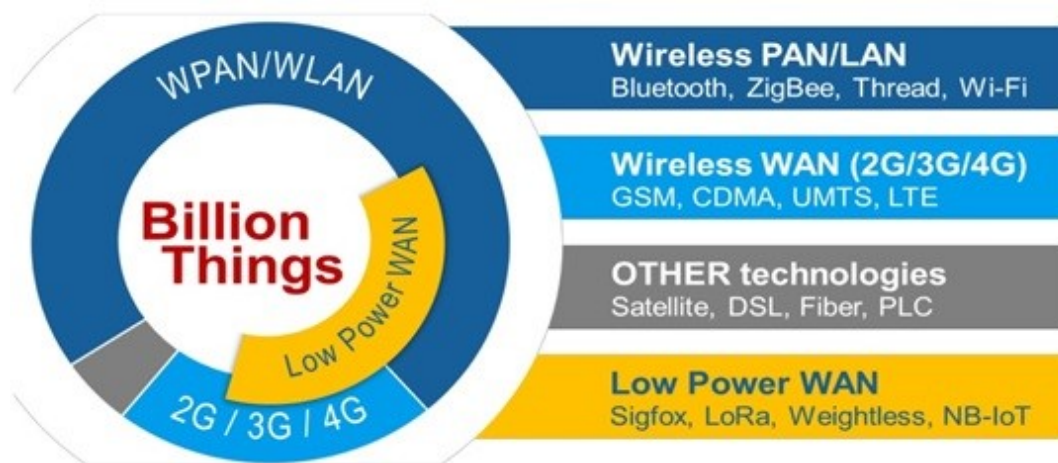 WPAN/WLAN
Billion
Things
Low Power WAN
2G / 3G / 4G
Wireless PAN/LAN
Bluetooth, ZigBee, Thread, Wi-Fi
Wireless WAN (2G/3G/4G)
GSM, CDMA, UMTS, LTE
OTHER technologies
Satellite, DSL, Fiber, PLC
Low Power WAN
Sigfox, LoRa, Weightless, NB-IoT